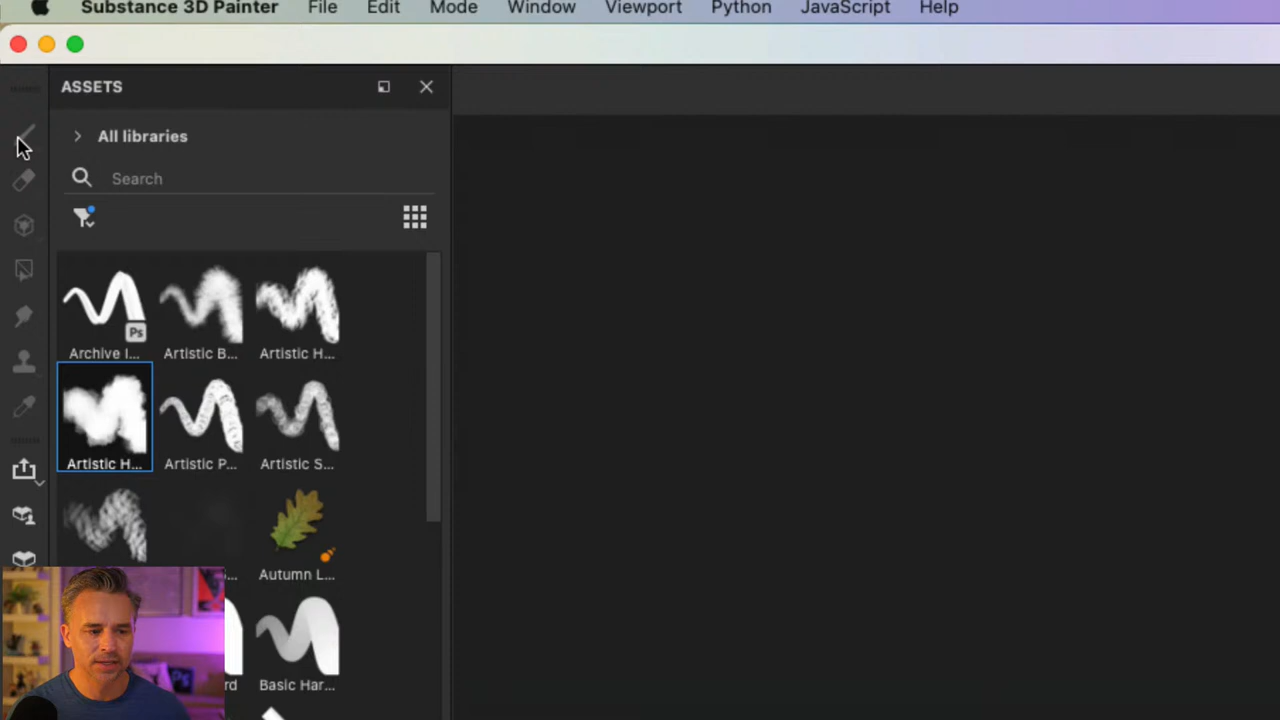 Substance 3D Painter File Edit Mode Window Viewport Python JavaScript Help
ASSETS
All libraries
Search
Ps
Archive I... Artistic B... Artistic H...
Artistic H... Artistic P... Artistic S...
Autumn L...
rd Basic Har...
Ps